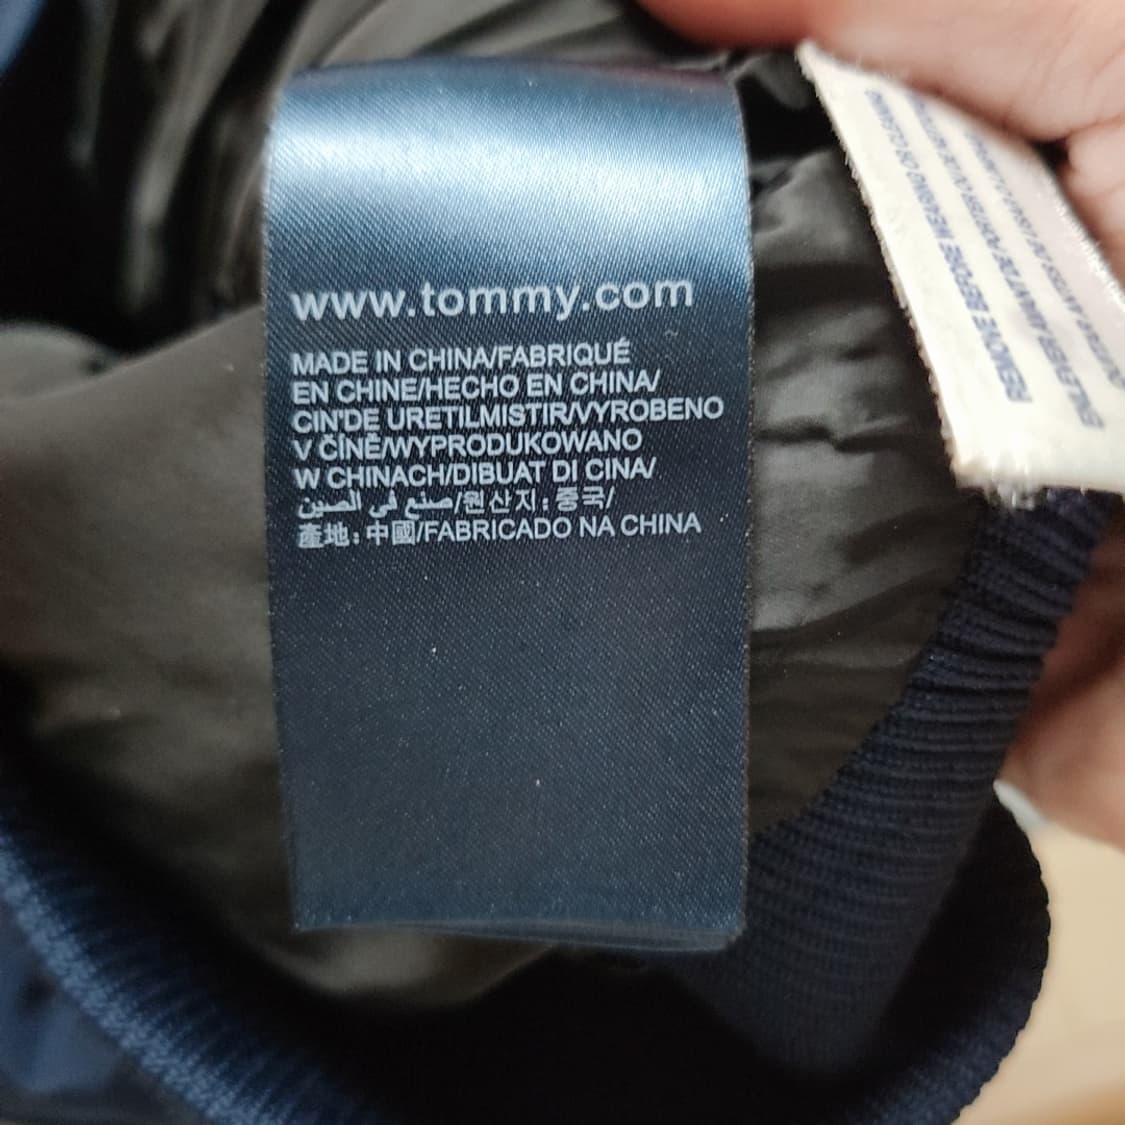 www.tommy.com
MADE IN CHINA/FABRIQUÉ
EN CHINE/HECHO EN CHINA/
CIN'DE URETILMISTIR/VYROBENO
V ČÍNĚ/WYPRODUKOWANO
W CHINACH/DIBUAT DI CINA/
صنع في الصين/원산지: 중국/
產地: 中國/FABRICADO NA CHINA
REMOVE BEFORE WEARING OR CLEANING